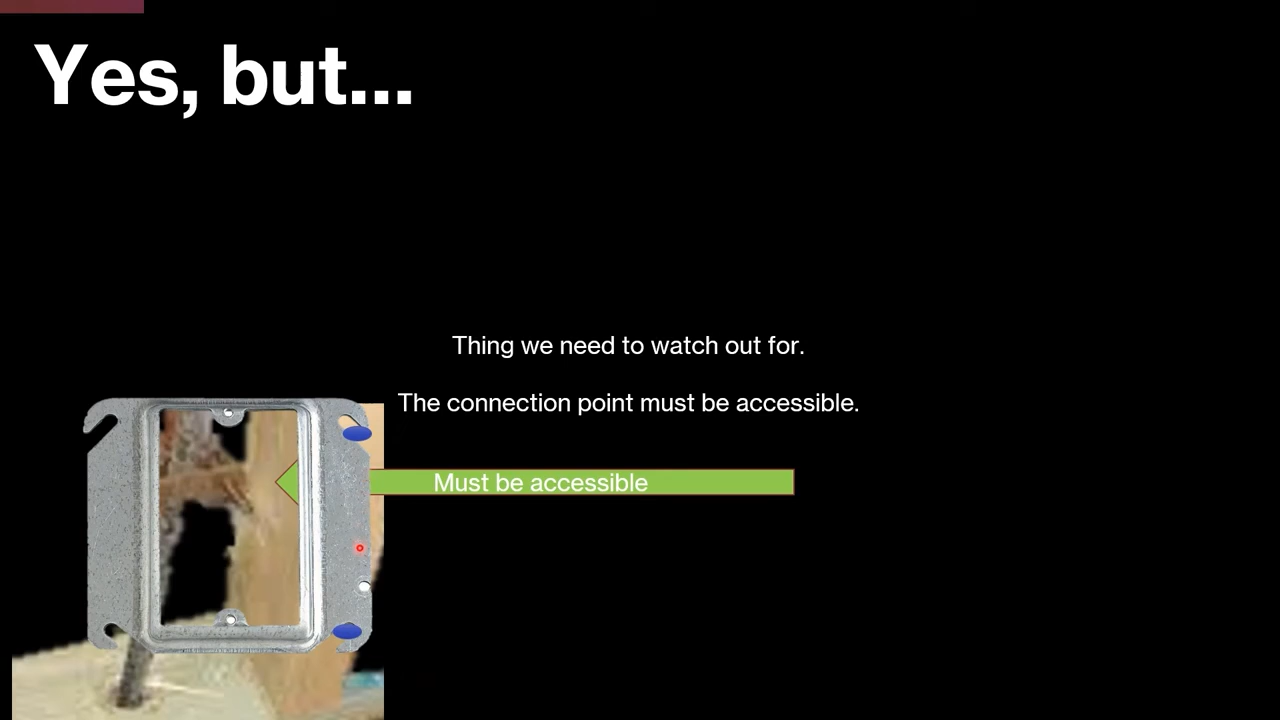 Yes, but...
Thing we need to watch out for.
The connection point must be accessible.
Must be accessible